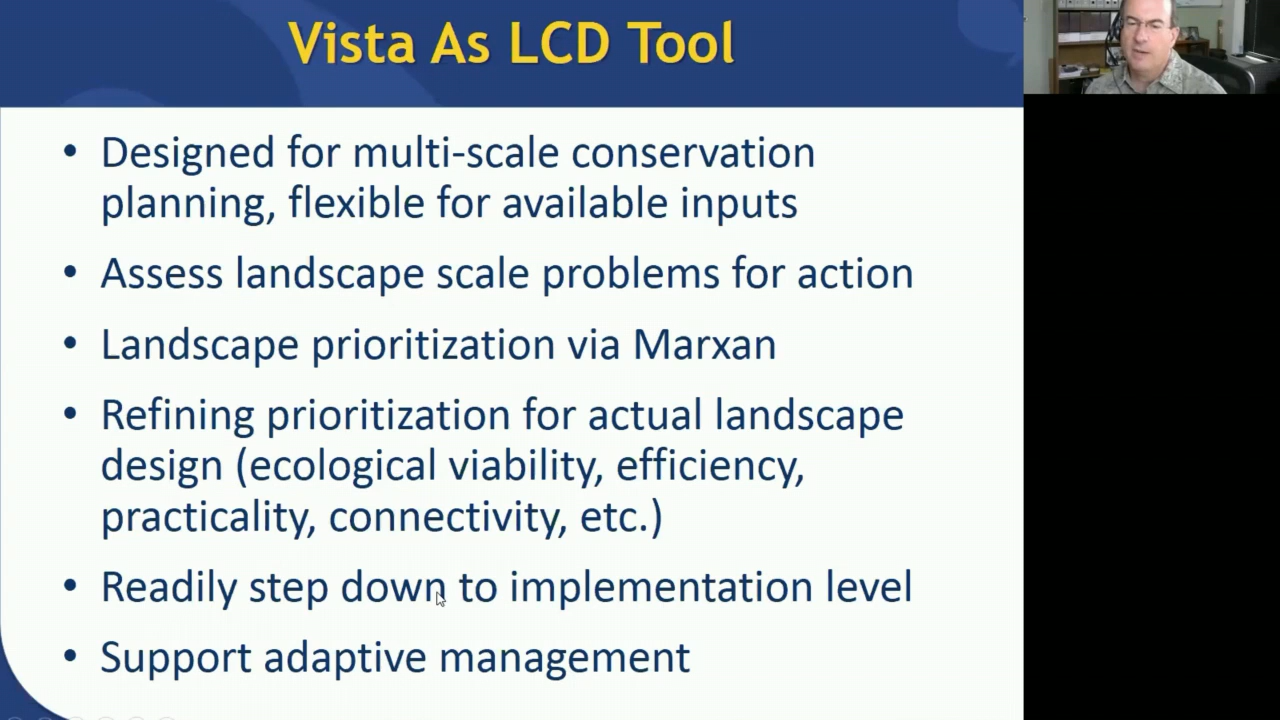 Vista As LCD Tool
• Designed for multi-scale conservation
planning, flexible for available inputs
• Assess landscape scale problems for action
• Landscape prioritization via Marxan
• Refining prioritization for actual landscape
design (ecological viability, efficiency,
practicality, connectivity, etc.)
• Readily step down to implementation level
• Support adaptive management